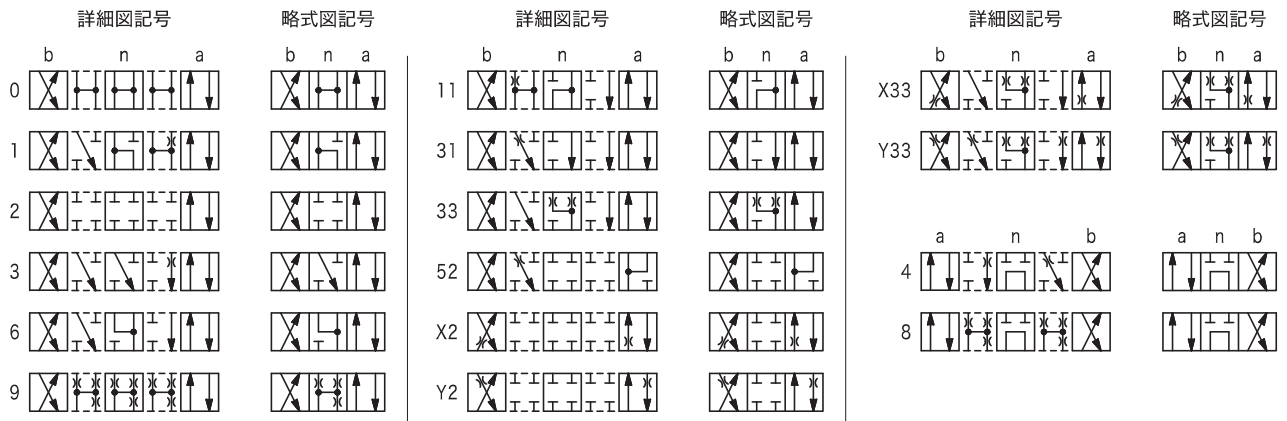 詳細図記号 略式図記号 詳細図記号 略式図記号 詳細図記号 略式図記号
b n a b n a b n a b n a b n a b n a
0 11 X33
1 31 Y33
2 33
a n b a n b
3 52 4
6 X2 8
9 Y2